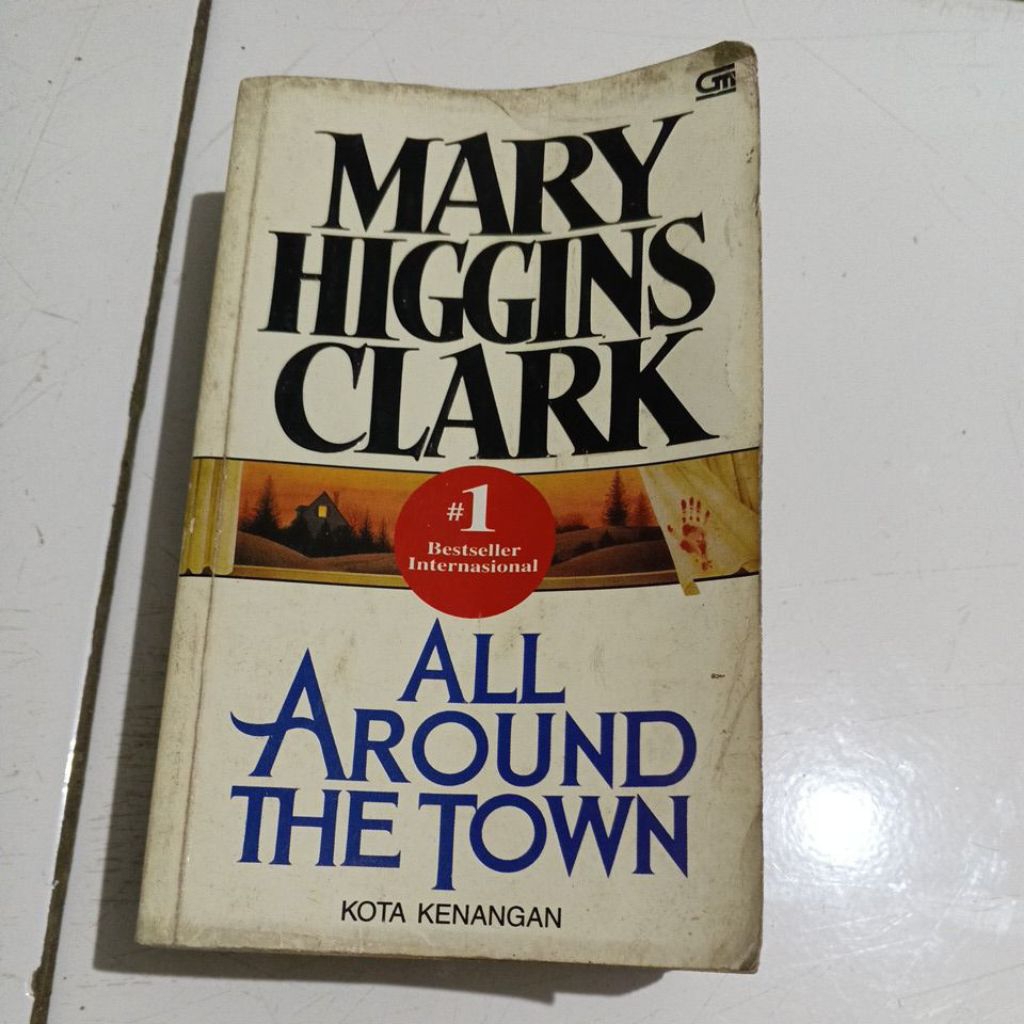 GM
MARY
HIGGINS
CLARK
#1
Bestseller
Internasional
ALL
AROUND
THE TOWN
KOTA KENANGAN